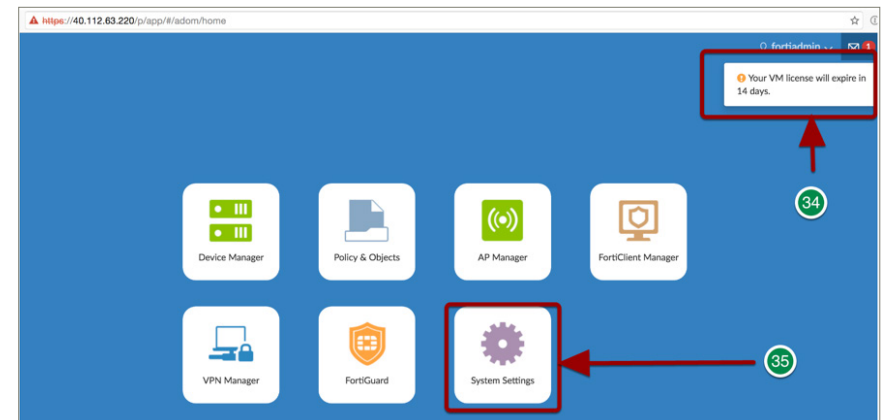 https://40.112.63.220/p/app/#/adom/home
fortiadmin
1
Your VM license will expire in
14 days.
34
Device Manager
Policy & Objects
AP Manager
FortiClient Manager
VPN Manager
FortiGuard
System Settings
35